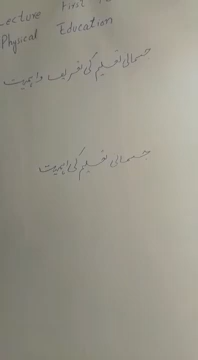 Lecture First
Physical Education
جسمانی تعلیم کی تعریف و اہمیت
جسمانی تعلیم کی اہمیت